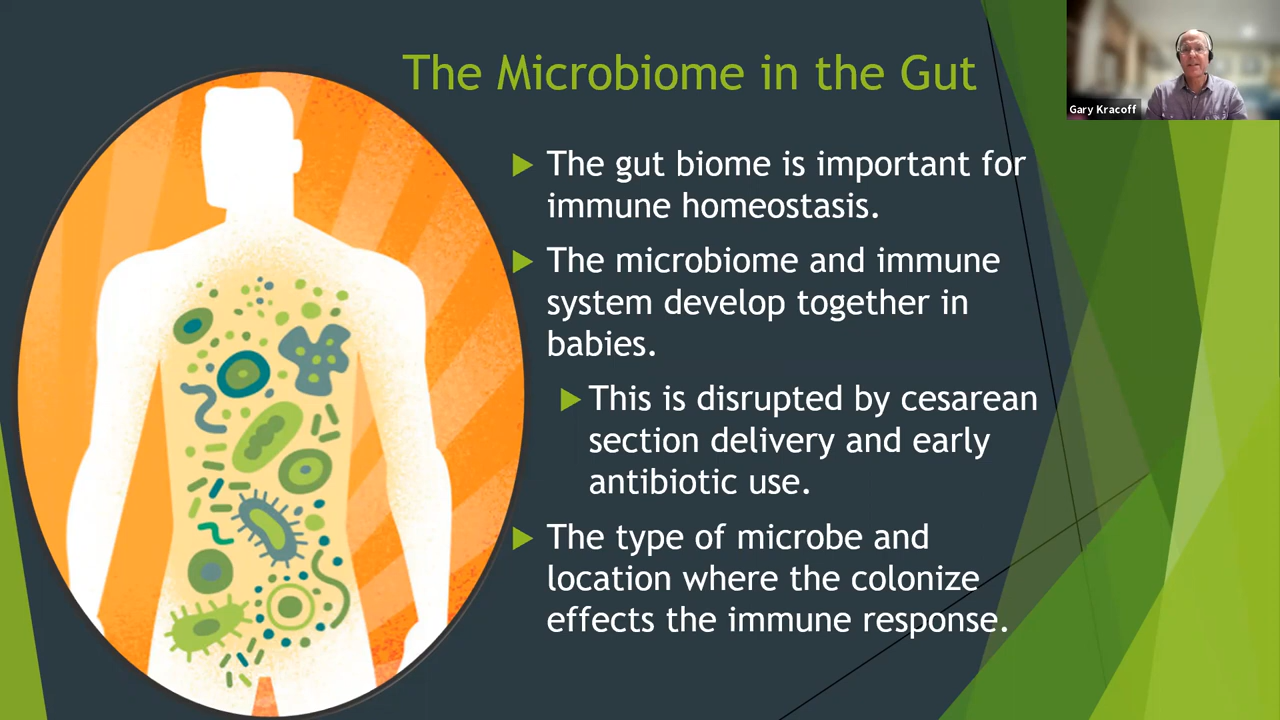 The Microbiome in the Gut
Gary Kracoff
The gut biome is important for
immune homeostasis.
The microbiome and immune
system develop together in
babies.
This is disrupted by cesarean
section delivery and early
antibiotic use.
The type of microbe and
location where the colonize
effects the immune response.